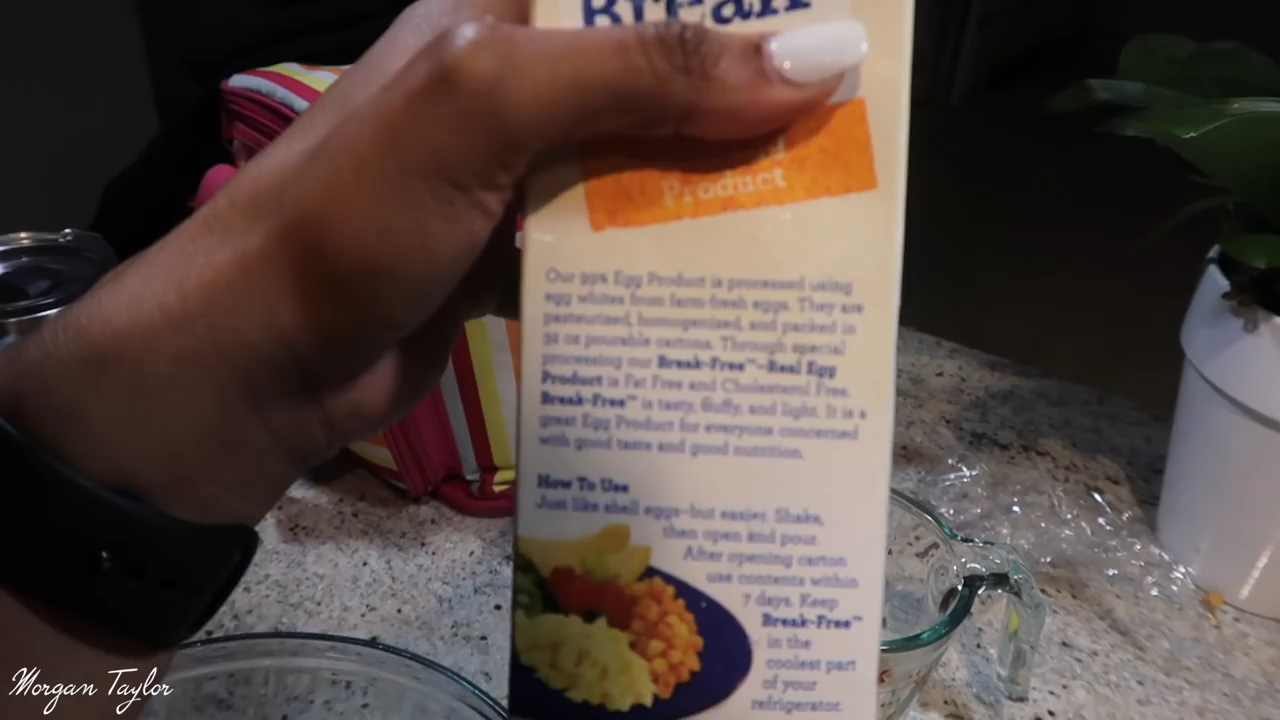 Break
Product
Our 99% Egg Product is processed using
egg whites from farm-fresh eggs. They are
pasteurized, homogenized, and packed in
32 oz pourable cartons. Through special
processing our Break-Free™-Real Egg
Product is Fat Free and Cholesterol Free.
Break-Free™ is tasty, fluffy, and light. It is a
great Egg Product for everyone concerned
with good taste and good nutrition.
How To Use
Just like shell eggs-but easier. Shake,
then open and pour.
After opening carton
use contents within
7 days. Keep
Break-Free™
in the
coolest part
of your
refrigerator.
Morgan Taylor